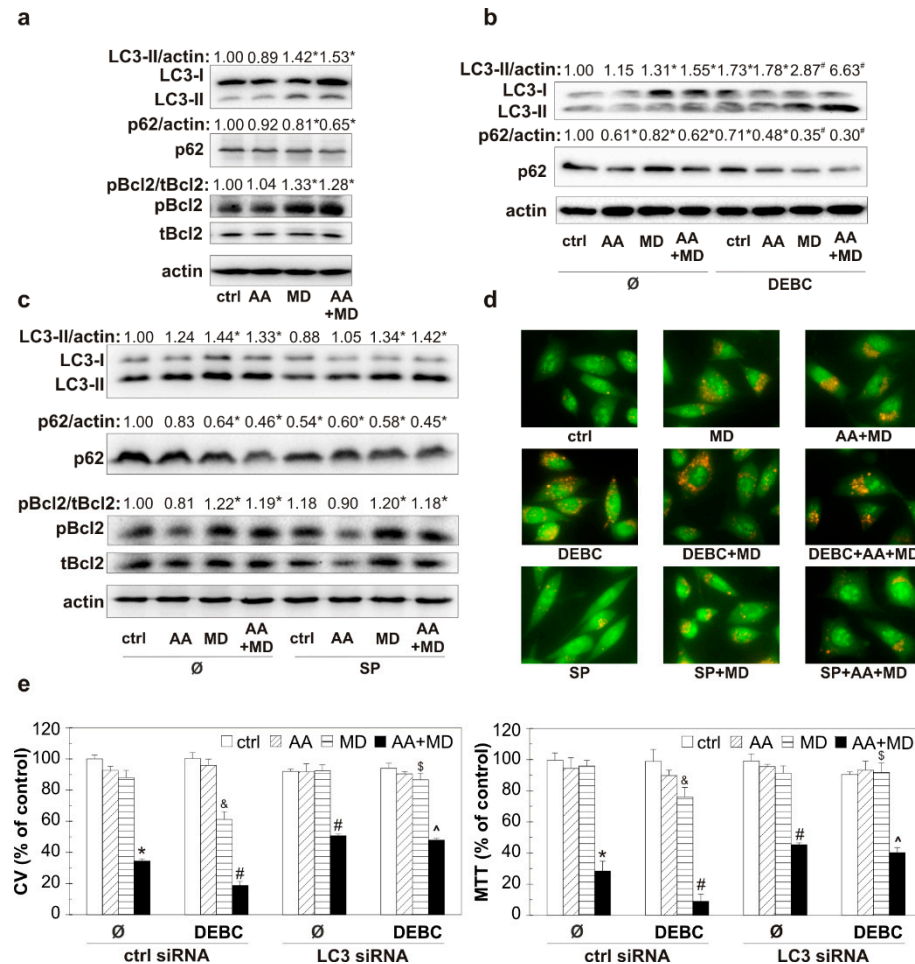 a
LC3-II/actin: 1.00 0.89 1.42* 1.53*
LC3-I
LC3-II
p62/actin: 1.00 0.92 0.81* 0.65*
p62
pBcl2/tBcl2: 1.00 1.04 1.33* 1.28*
pBcl2
tBcl2
actin
ctrl AA MD AA
+MD
b
LC3-II/actin: 1.00 1.15 1.31* 1.55* 1.73* 1.78* 2.87# 6.63#
LC3-I
LC3-II
p62/actin: 1.00 0.61* 0.82* 0.62* 0.71* 0.48* 0.35# 0.30#
p62
actin
ctrl AA MD AA
+MD ctrl AA MD AA
+MD
Ø DEBC
c
LC3-II/actin: 1.00 1.24 1.44* 1.33* 0.88 1.05 1.34* 1.42*
LC3-I
LC3-II
p62/actin: 1.00 0.83 0.64* 0.46* 0.54* 0.60* 0.58* 0.45*
p62
pBcl2/tBcl2: 1.00 0.81 1.22* 1.19* 1.18 0.90 1.20* 1.18*
pBcl2
tBcl2
actin
ctrl AA MD AA
+MD ctrl AA MD AA
+MD
Ø SP
d
ctrl MD AA+MD
DEBC DEBC+MD DEBC+AA+MD
SP SP+MD SP+AA+MD
e
CV (% of control)
120
100
80
60
40
20
0
ctrl AA MD AA+MD
* & # # $ ^
Ø DEBC Ø DEBC
ctrl siRNA LC3 siRNA
MTT (% of control)
120
100
80
60
40
20
0
ctrl AA MD AA+MD
* & # # $ ^
Ø DEBC Ø DEBC
ctrl siRNA LC3 siRNA